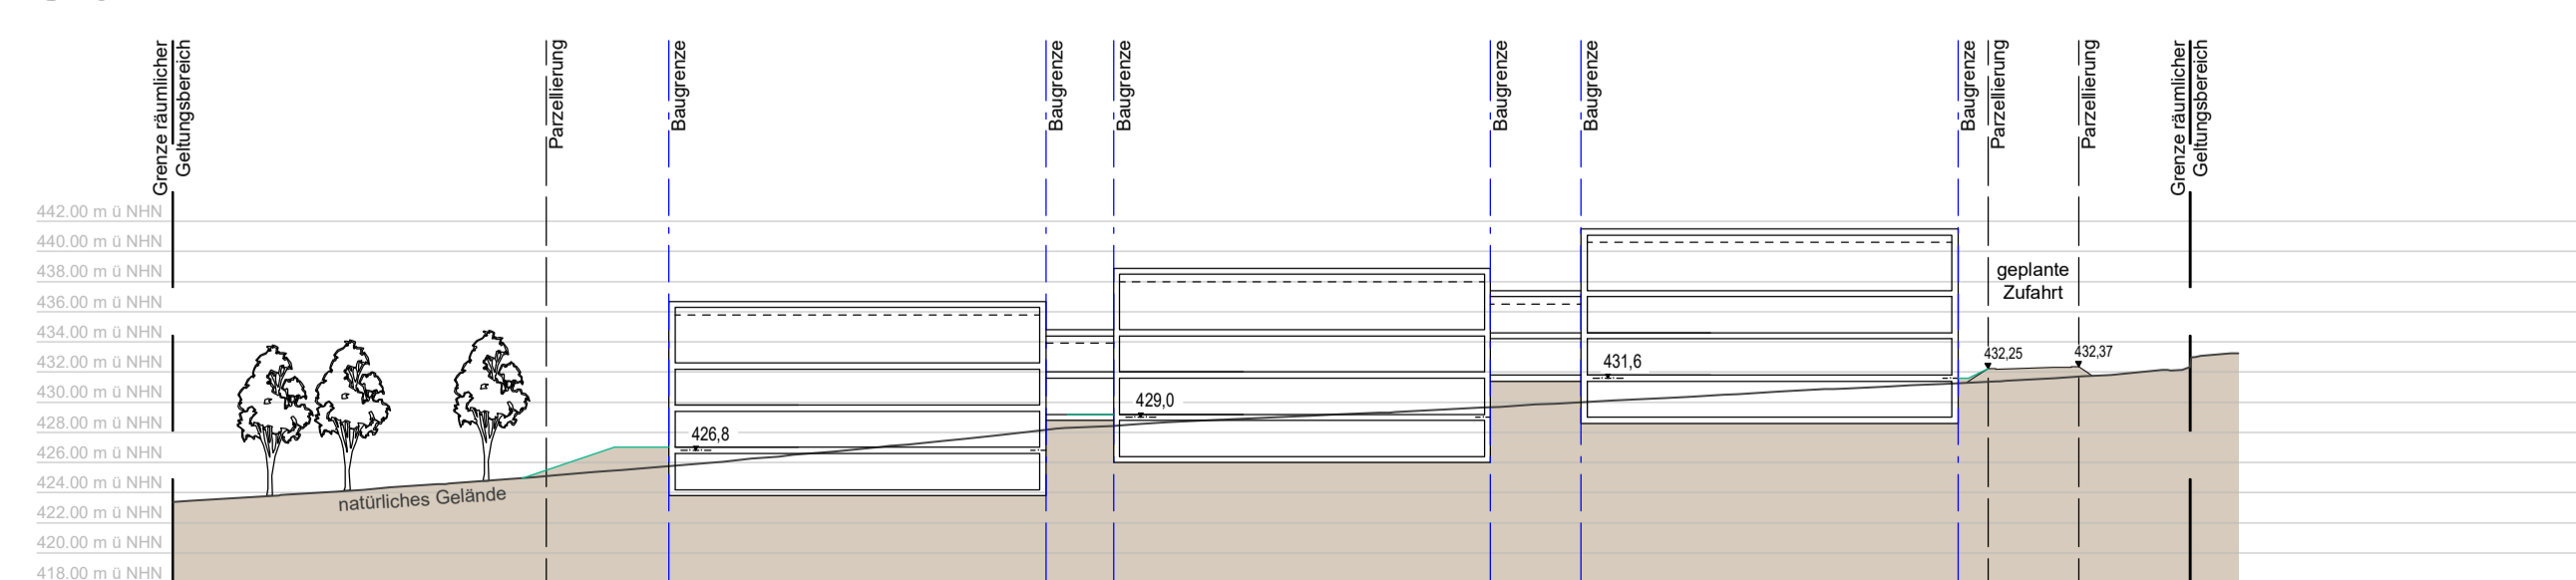 Grenze räumlicher
Geltungsbereich
Parzellierung
Baugrenze
Baugrenze
Baugrenze
Baugrenze
Baugrenze
Baugrenze
Parzellierung
Parzellierung
Grenze räumlicher
Geltungsbereich
442.00 m ü NHN
440.00 m ü NHN
438.00 m ü NHN
geplante
Zufahrt
436.00 m ü NHN
434.00 m ü NHN
432.00 m ü NHN
431,6
432,25
432,37
430.00 m ü NHN
429,0
428.00 m ü NHN
426,8
426.00 m ü NHN
424.00 m ü NHN
natürliches Gelände
422.00 m ü NHN
420.00 m ü NHN
418.00 m ü NHN